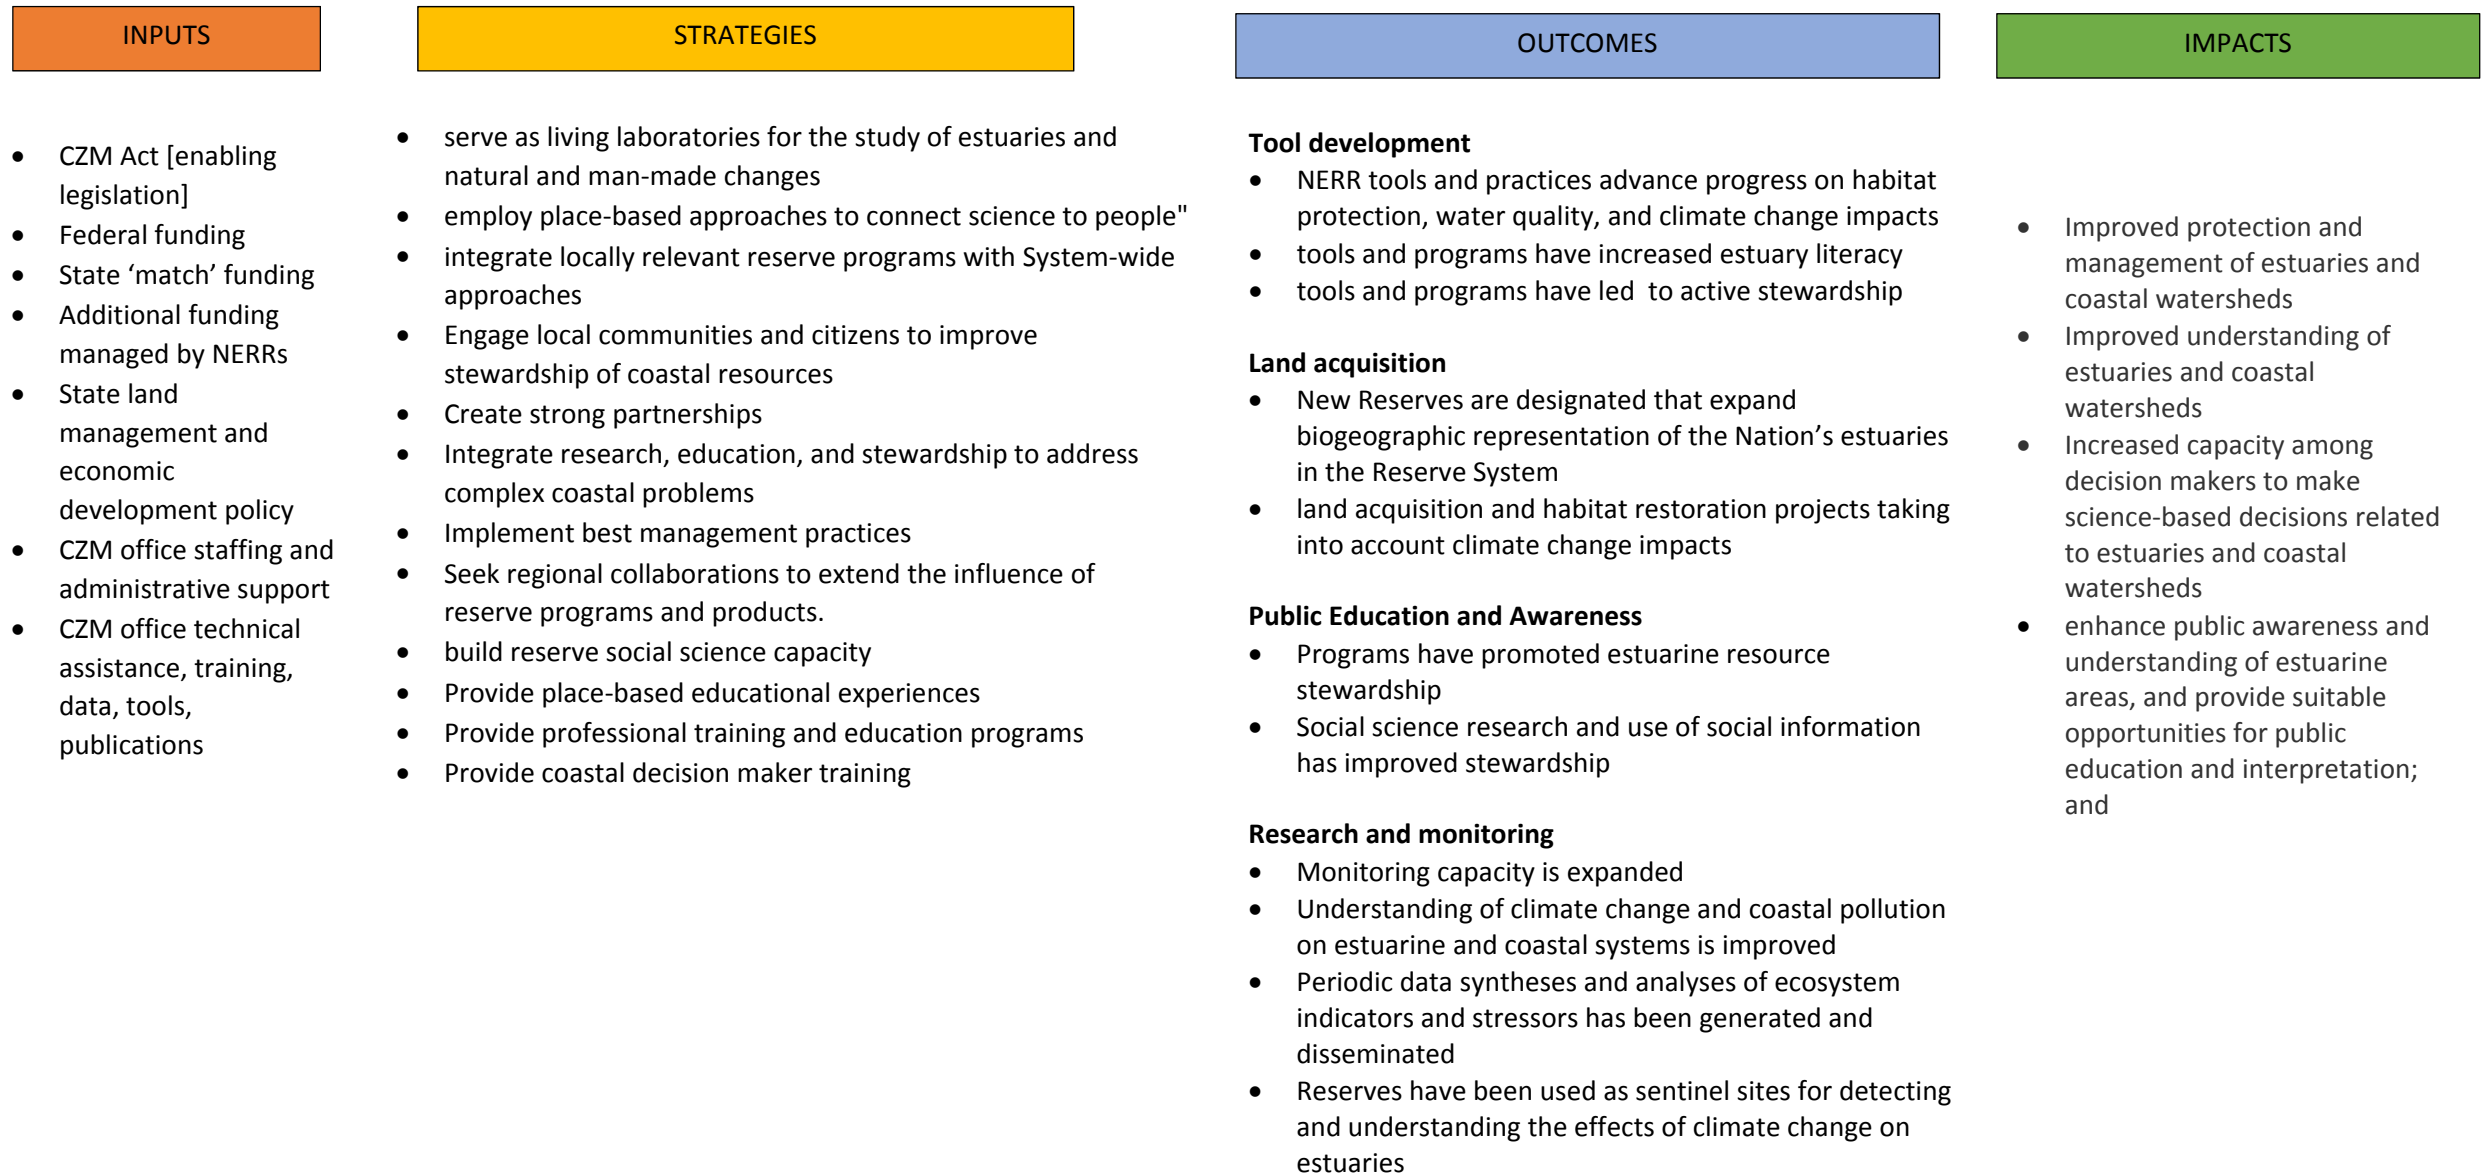 INPUTS
CZM Act [enabling
legislation]
Federal funding
State ‘match’ funding
Additional funding
managed by NERRs
State land
management and
economic
development policy
CZM office staffing and
administrative support
CZM office technical
assistance, training,
data, tools,
publications
STRATEGIES
serve as living laboratories for the study of estuaries and
natural and man-made changes
employ place-based approaches to connect science to people"
integrate locally relevant reserve programs with System-wide
approaches
Engage local communities and citizens to improve
stewardship of coastal resources
Create strong partnerships
Integrate research, education, and stewardship to address
complex coastal problems
Implement best management practices
Seek regional collaborations to extend the influence of
reserve programs and products.
build reserve social science capacity
Provide place-based educational experiences
Provide professional training and education programs
Provide coastal decision maker training
OUTCOMES
Tool development
NERR tools and practices advance progress on habitat
protection, water quality, and climate change impacts
tools and programs have increased estuary literacy
tools and programs have led  to active stewardship
Land acquisition
New Reserves are designated that expand
biogeographic representation of the Nation’s estuaries
in the Reserve System
land acquisition and habitat restoration projects taking
into account climate change impacts
Public Education and Awareness
Programs have promoted estuarine resource
stewardship
Social science research and use of social information
has improved stewardship
Research and monitoring
Monitoring capacity is expanded
Understanding of climate change and coastal pollution
on estuarine and coastal systems is improved
Periodic data syntheses and analyses of ecosystem
indicators and stressors has been generated and
disseminated
Reserves have been used as sentinel sites for detecting
and understanding the effects of climate change on
estuaries
IMPACTS
Improved protection and
management of estuaries and
coastal watersheds
Improved understanding of
estuaries and coastal
watersheds
Increased capacity among
decision makers to make
science-based decisions related
to estuaries and coastal
watersheds
enhance public awareness and
understanding of estuarine
areas, and provide suitable
opportunities for public
education and interpretation;
and